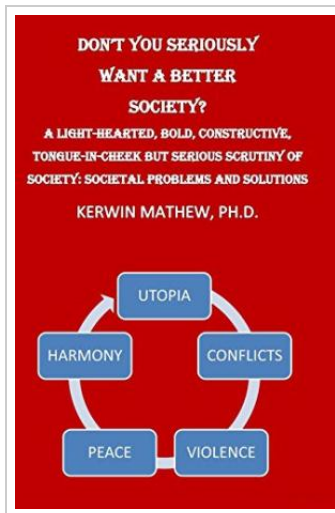 DON'T YOU SERIOUSLY
WANT A BETTER
SOCIETY?
A LIGHT-HEARTED, BOLD, CONSTRUCTIVE,
TONGUE-IN-CHEEK BUT SERIOUS SCRUTINY OF
SOCIETY: SOCIETAL PROBLEMS AND SOLUTIONS
KERWIN MATHEW, PH.D.
UTOPIA
HARMONY
CONFLICTS
PEACE
VIOLENCE